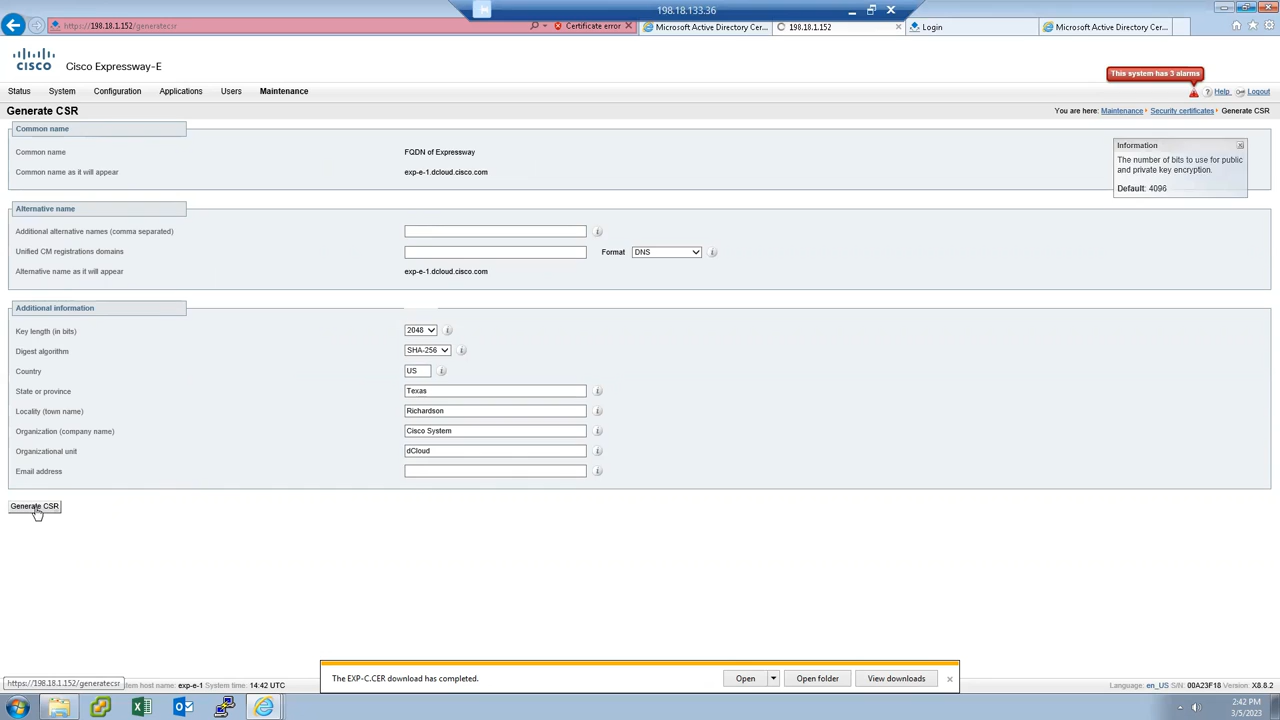 198.18.133.36
https://198.18.1.152/generatecsr
Certificate error
Microsoft Active Directory Cer...
198.18.1.152
Login
Microsoft Active Directory Cer...
CISCO
Cisco Expressway-E
This system has 3 alarms
Status
System
Configuration
Applications
Users
Maintenance
Help
Logout
Generate CSR
You are here: Maintenance Security certificates Generate CSR
Common name
Common name
FQDN of Expressway
Common name as it will appear
exp-e-1.dcloud.cisco.com
Information
The number of bits to use for public
and private key encryption.
Default: 4096
Alternative name
Additional alternative names (comma separated)
Unified CM registrations domains
Format
DNS
Alternative name as it will appear
exp-e-1.dcloud.cisco.com
Additional information
Key length (in bits)
2048
Digest algorithm
SHA-256
Country
US
State or province
Texas
Locality (town name)
Richardson
Organization (company name)
Cisco System
Organizational unit
dCloud
Email address
Generate CSR
The EXP-C.CER download has completed.
Open
Open folder
View downloads
https://198.18.1.152/generatecsr
stem host name: exp-e-1 System time: 14:42 UTC
Language: en_US S/N: 00A23F18 Version: X8.8.2
2:42 PM
3/5/2023